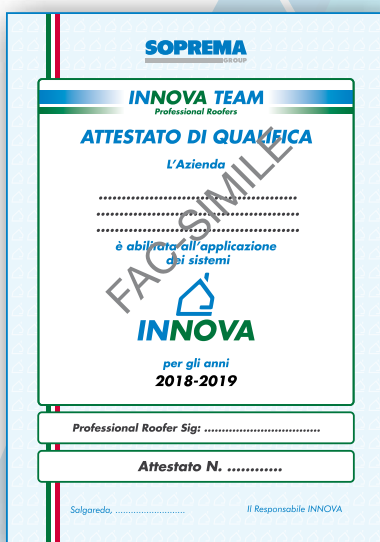 SOPREMA
GROUP
INNOVA TEAM
Professional Roofers
ATTESTATO DI QUALIFICA
L'Azienda
................................................
................................................
................................................
è abilitata all'applicazione
dei sistemi
FAC-SIMILE
INNOVA
per gli anni
2018-2019
Professional Roofer Sig: .................................
Attestato N. ............
Salgareda, ...........................
Il Responsabile INNOVA